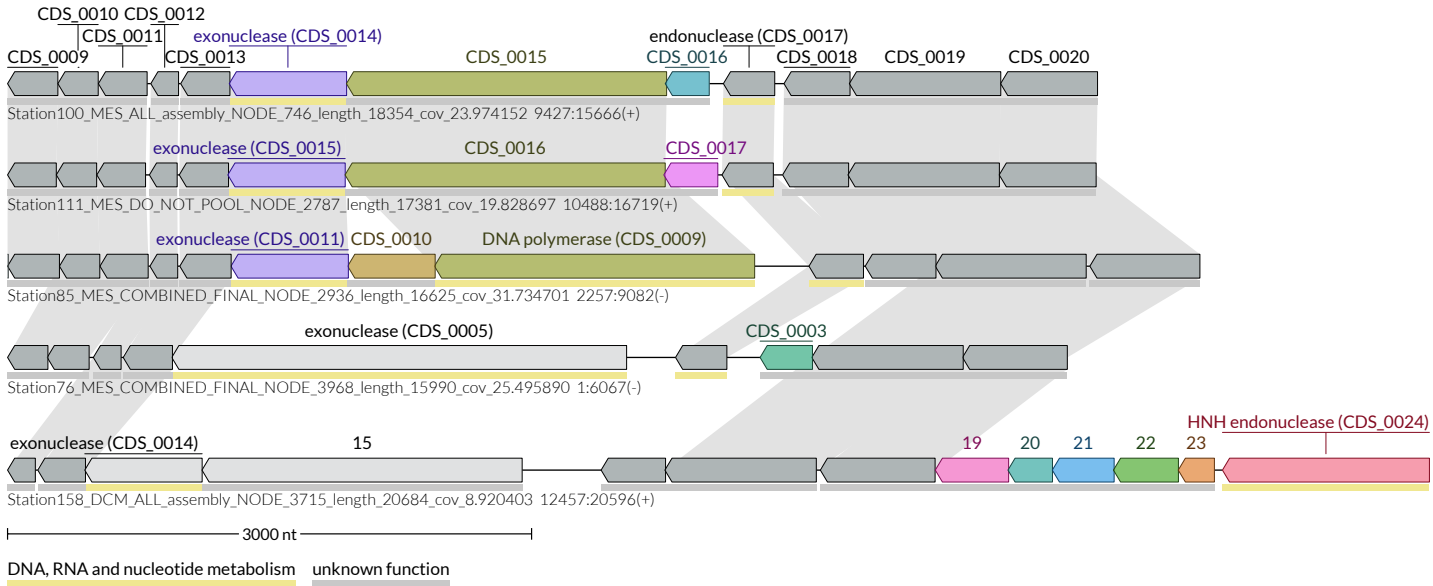 CDS_0010 CDS_0012
CDS_0011 exonuclease (CDS_0014) endonuclease (CDS_0017)
CDS_0009 CDS_0013 CDS_0015 CDS_0016 CDS_0018 CDS_0019 CDS_0020
Station100_MES_ALL_assembly_NODE_746_length_18354_cov_23.974152 9427:15666(+)
exonuclease (CDS_0015) CDS_0016 CDS_0017
Station111_MES_DO_NOT_POOL_NODE_2787_length_17381_cov_19.828697 10488:16719(+)
exonuclease (CDS_0011) CDS_0010 DNA polymerase (CDS_0009)
Station85_MES_COMBINED_FINAL_NODE_2936_length_16625_cov_31.734701 2257:9082(-)
exonuclease (CDS_0005) CDS_0003
Station76_MES_COMBINED_FINAL_NODE_3968_length_15990_cov_25.495890 1:6067(-)
HNH endonuclease (CDS_0024)
exonuclease (CDS_0014) 15 19 20 21 22 23
Station158_DCM_ALL_assembly_NODE_3715_length_20684_cov_8.920403 12457:20596(+)
3000 nt
DNA, RNA and nucleotide metabolism unknown function